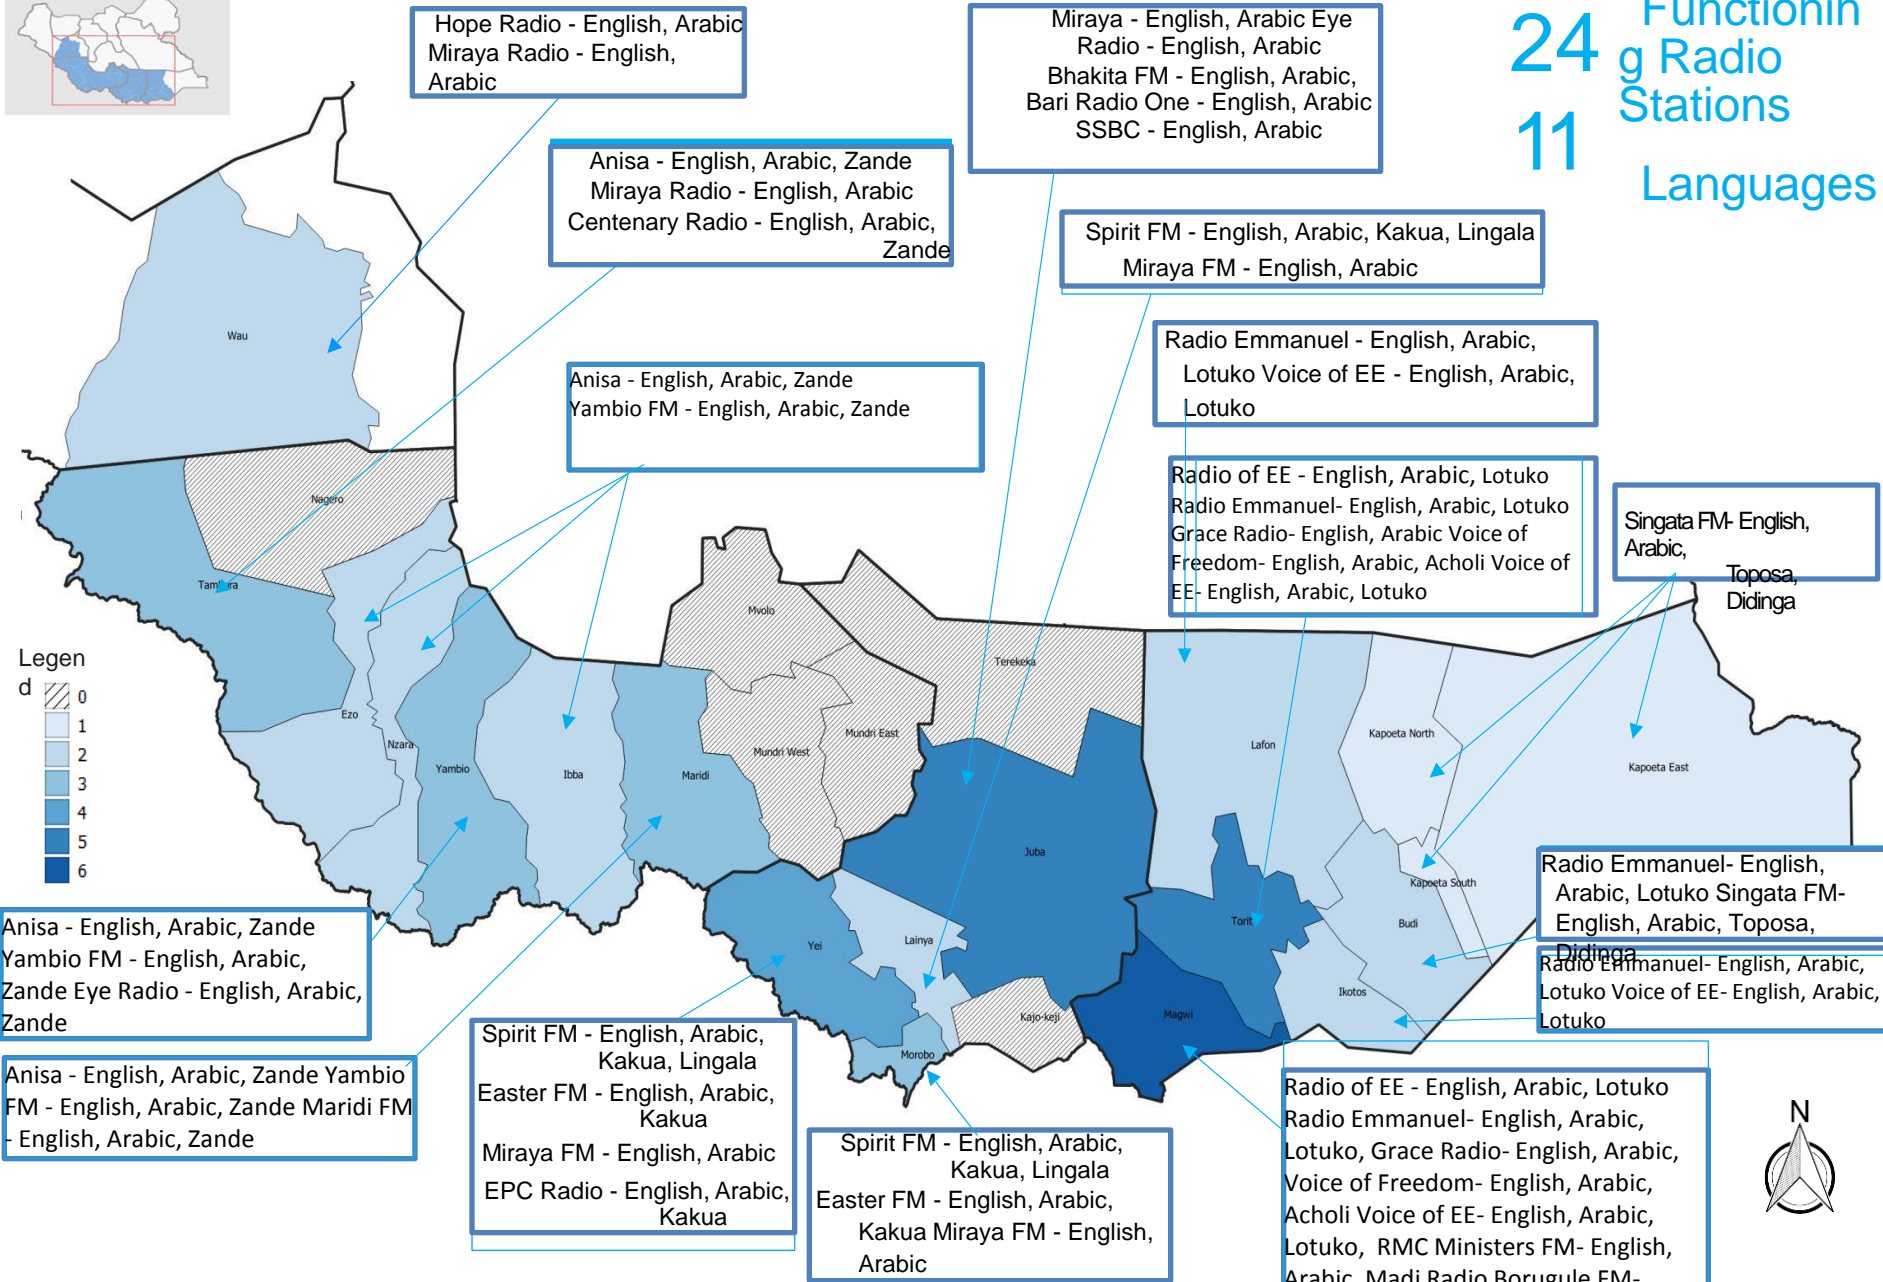 24
Functionin
g Radio
Stations
11
Languages
Hope Radio - English, Arabic
Miraya Radio - English,
Arabic
Miraya - English, Arabic Eye
Radio - English, Arabic
Bhakita FM - English, Arabic,
Bari Radio One - English, Arabic
SSBC - English, Arabic
Anisa - English, Arabic, Zande
Miraya Radio - English, Arabic
Centenary Radio - English, Arabic,
Zande
Spirit FM - English, Arabic, Kakua, Lingala
Miraya FM - English, Arabic
Radio Emmanuel - English, Arabic,
Lotuko Voice of EE - English, Arabic,
Lotuko
Anisa - English, Arabic, Zande
Yambio FM - English, Arabic, Zande
Radio of EE - English, Arabic, Lotuko
Radio Emmanuel- English, Arabic, Lotuko
Grace Radio- English, Arabic Voice of
Freedom- English, Arabic, Acholi Voice of
EE- English, Arabic, Lotuko
Singata FM- English,
Arabic,
Toposa,
Didinga
Wau
Nagero
Tambura
Mvolo
Terekeka
Ezo
Nzara
Yambio
Ibba
Maridi
Mundri West
Mundri East
Lafon
Kapoeta North
Kapoeta East
Juba
Kapoeta South
Torit
Budi
Yei
Lainya
Ikotos
Kajo-keji
Magwi
Morobo
Legen
d
0
1
2
3
4
5
6
Radio Emmanuel- English,
Arabic, Lotuko Singata FM-
English, Arabic, Toposa,
Didinga
Radio Emmanuel- English, Arabic,
Lotuko Voice of EE- English, Arabic,
Lotuko
Anisa - English, Arabic, Zande
Yambio FM - English, Arabic,
Zande Eye Radio - English, Arabic,
Zande
Anisa - English, Arabic, Zande Yambio
FM - English, Arabic, Zande Maridi FM
- English, Arabic, Zande
Spirit FM - English, Arabic,
Kakua, Lingala
Easter FM - English, Arabic,
Kakua
Miraya FM - English, Arabic
EPC Radio - English, Arabic,
Kakua
Spirit FM - English, Arabic,
Kakua, Lingala
Easter FM - English, Arabic,
Kakua Miraya FM - English,
Arabic
Radio of EE - English, Arabic, Lotuko
Radio Emmanuel- English, Arabic,
Lotuko, Grace Radio- English, Arabic,
Voice of Freedom- English, Arabic,
Acholi Voice of EE- English, Arabic,
Lotuko, RMC Ministers FM- English,
Arabic, Madi Radio Borugule FM-
N